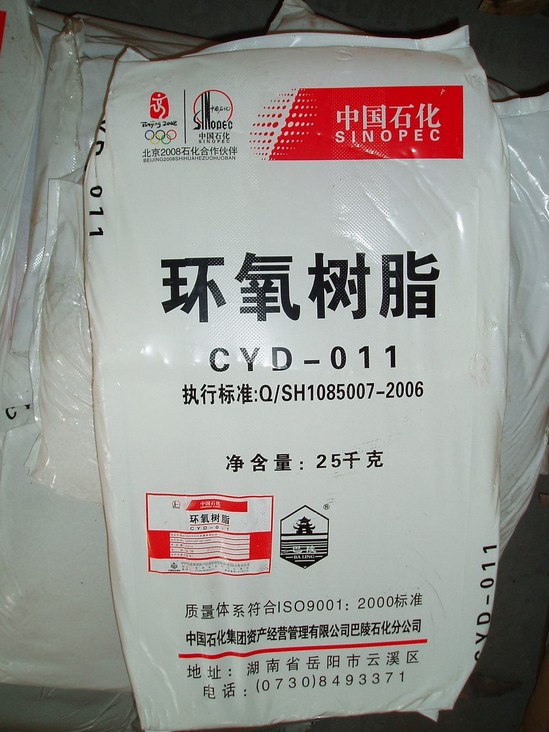 Beijing 2008
SINOPEC
中国石化
北京2008石化合作伙伴
BEIJING2008SHIHUAHEZUOHUOBAN
中国石化
SINOPEC
环氧树脂
CYD-011
执行标准:Q/SH1085007-2006
净含量: 25千克
中国石化
环氧树脂
巴陵
BALING
质量体系符合ISO9001: 2000标准
中国石化集团资产经营管理有限公司巴陵石化分公司
地址: 湖南省岳阳市云溪区
电话: (0730)8493371
CYD-011